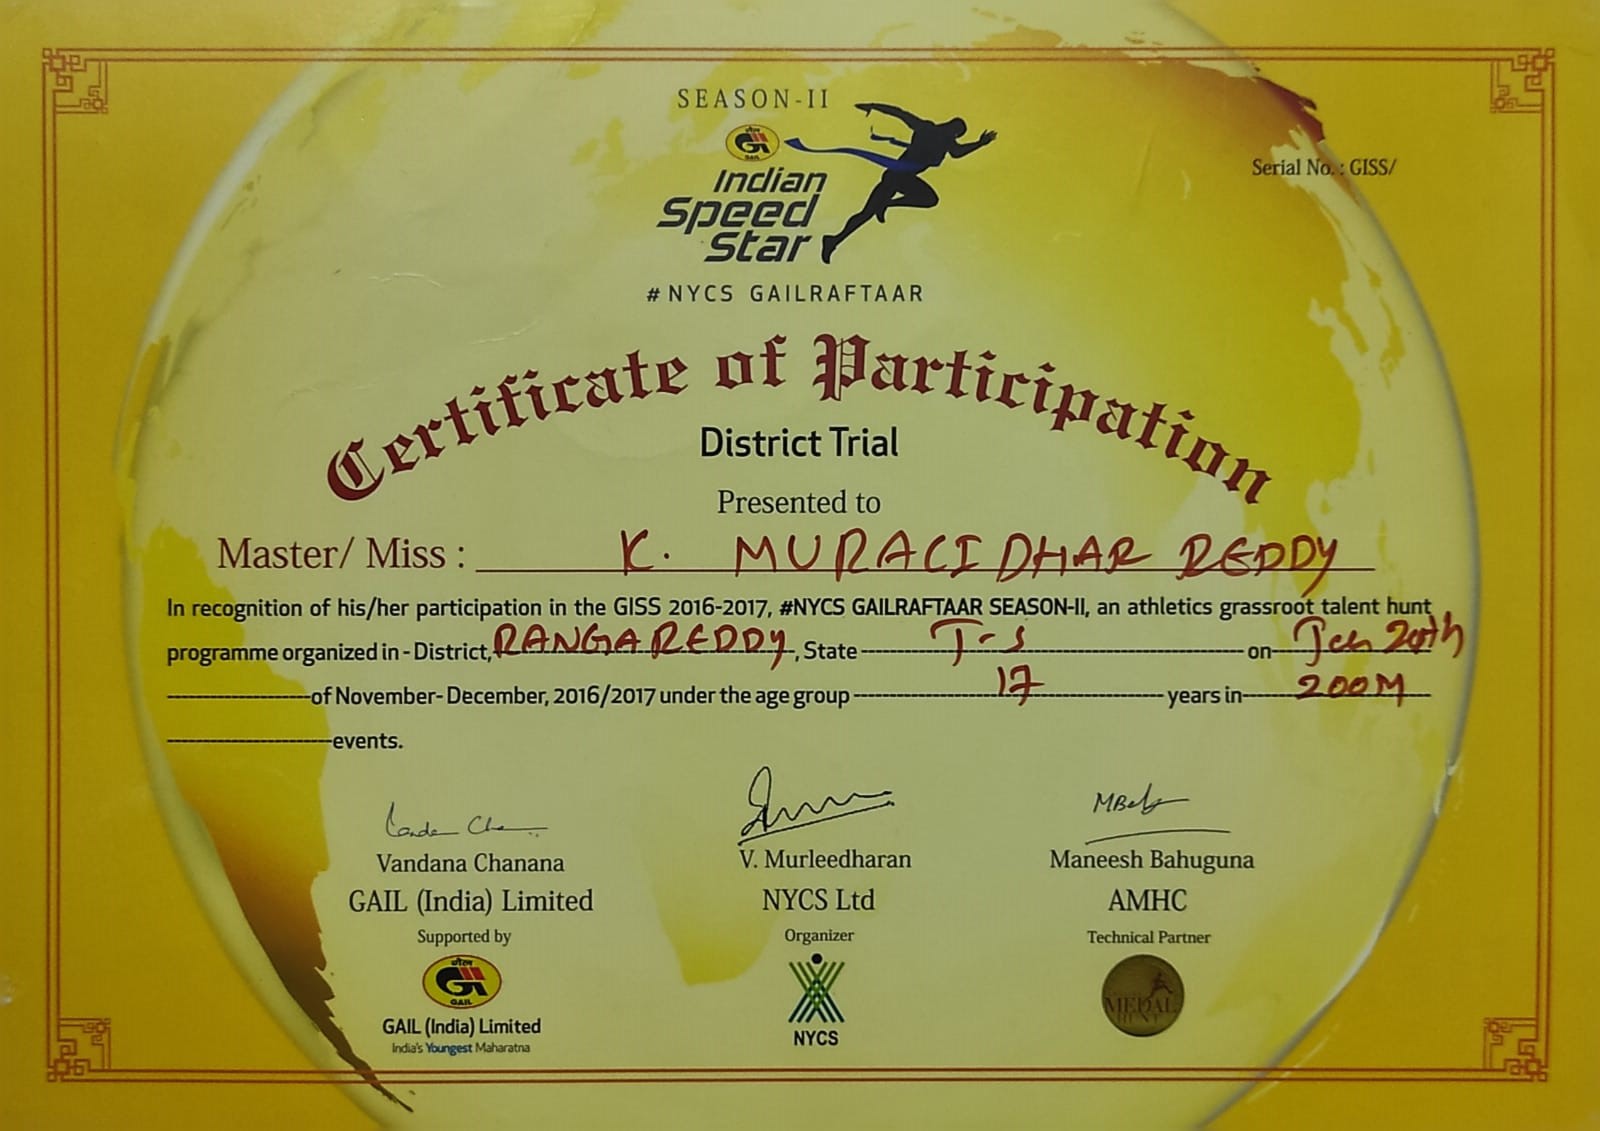 SEASON-II
गेल
GAIL
Indian
Speed
Star
Serial No. : GISS/
# NYCS GAILRAFTAAR
Certificate of Participation
District Trial
Presented to
Master/ Miss : K. MURALIDHAR REDDY
In recognition of his/her participation in the GISS 2016-2017, #NYCS GAILRAFTAAR SEASON-II, an athletics grassroot talent hunt
programme organized in - District, RANGA REDDY, State T-S on 20th
of November- December, 2016/2017 under the age group 17 years in 200M
events.
Vandana Chanana V. Murleedharan Maneesh Bahuguna
GAIL (India) Limited NYCS Ltd AMHC
Supported by Organizer Technical Partner
गेल
GAIL
MEDAL
HUNT
GAIL (India) Limited NYCS
India's Youngest Maharatna